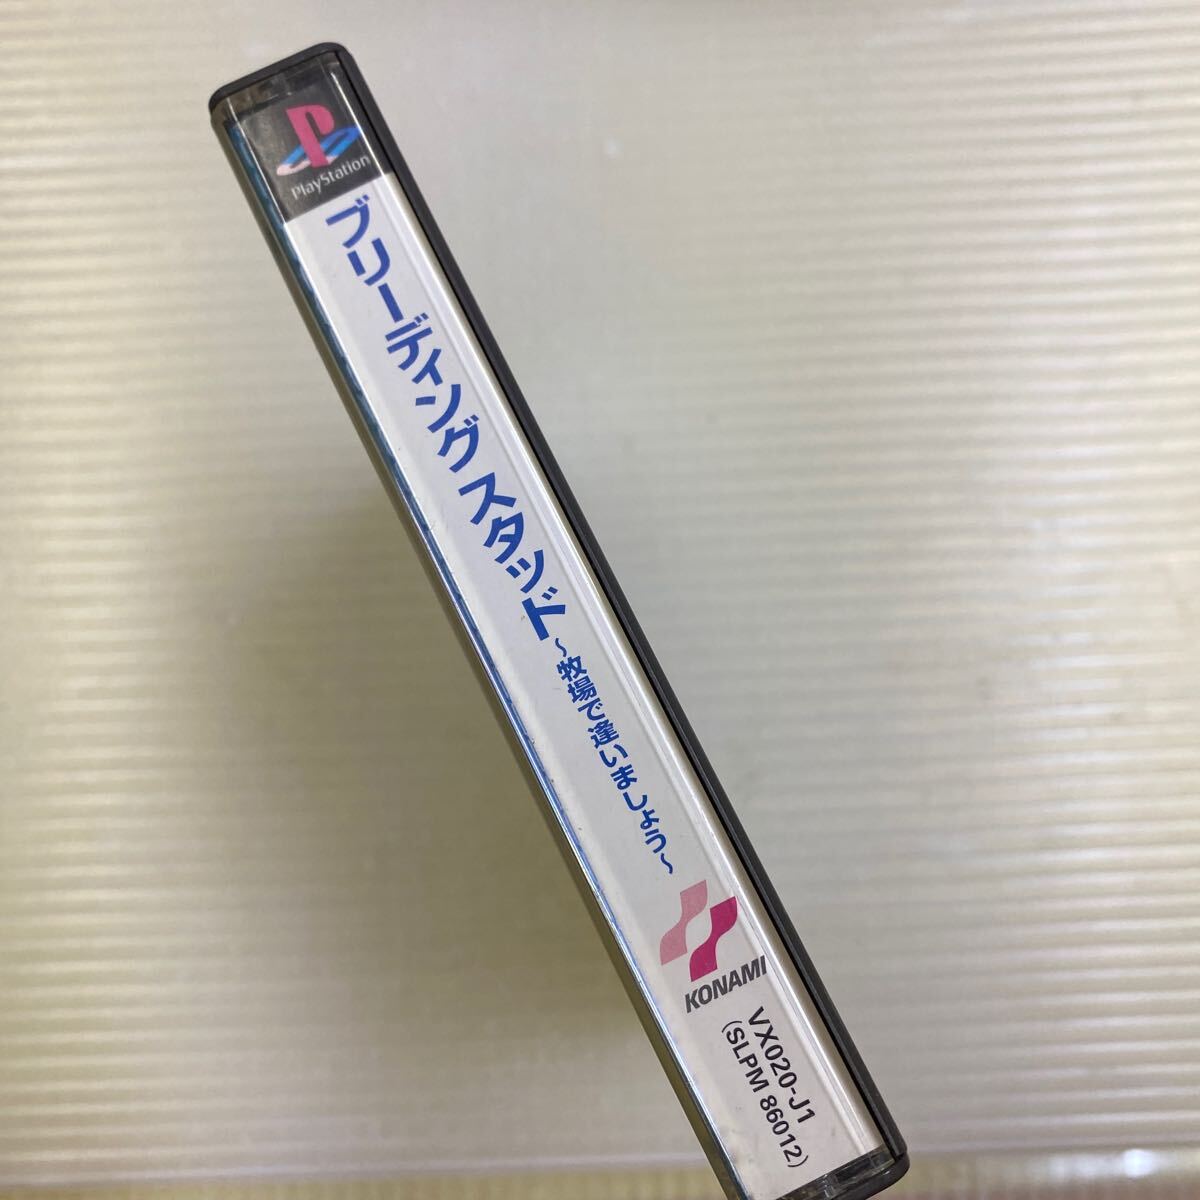 PlayStation
ブリーディングスタッド
～牧場で逢いましょう～
KONAMI
VX020-J1
(SLPM 86012)